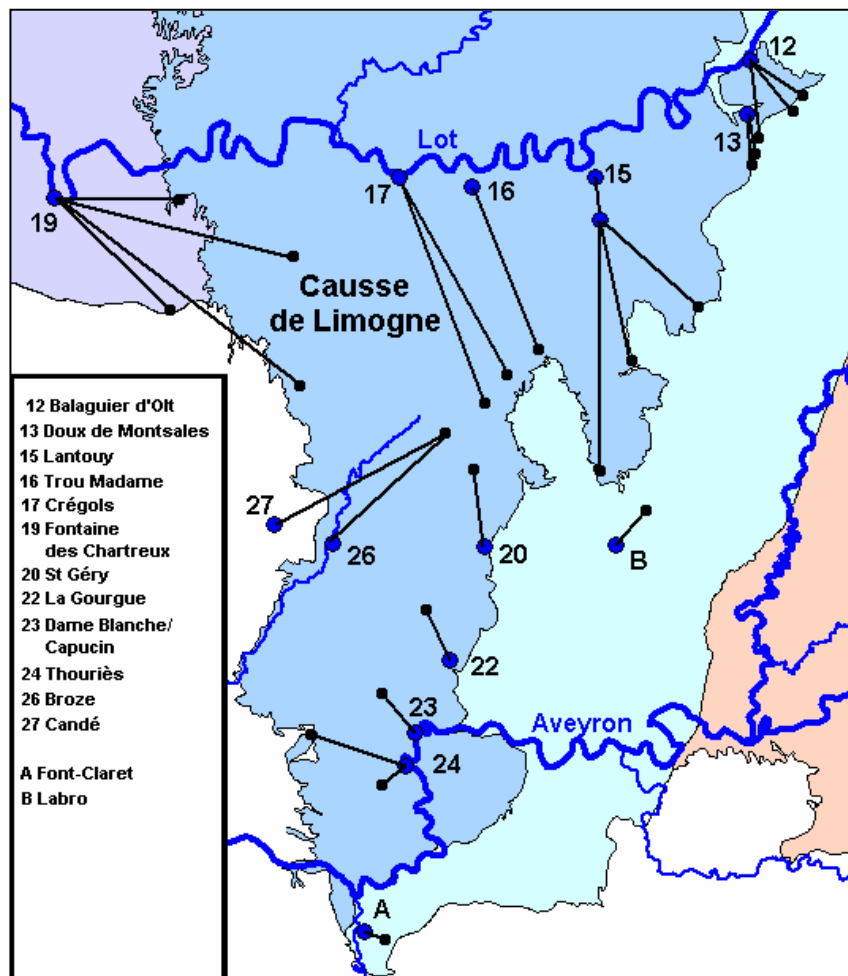 12
13
Lot
15
17
16
19
Causse
de Limogne
12 Balaguier d'Olt
13 Doux de Montsales
15 Lantouy
16 Trou Madame
17 Crégols
19 Fontaine
des Chartreux
20 St Géry
22 La Gourgue
23 Dame Blanche/
Capucin
24 Thouriès
26 Broze
27 Candé
A Font-Claret
B Labro
27
26
20
B
22
23
Aveyron
24
A